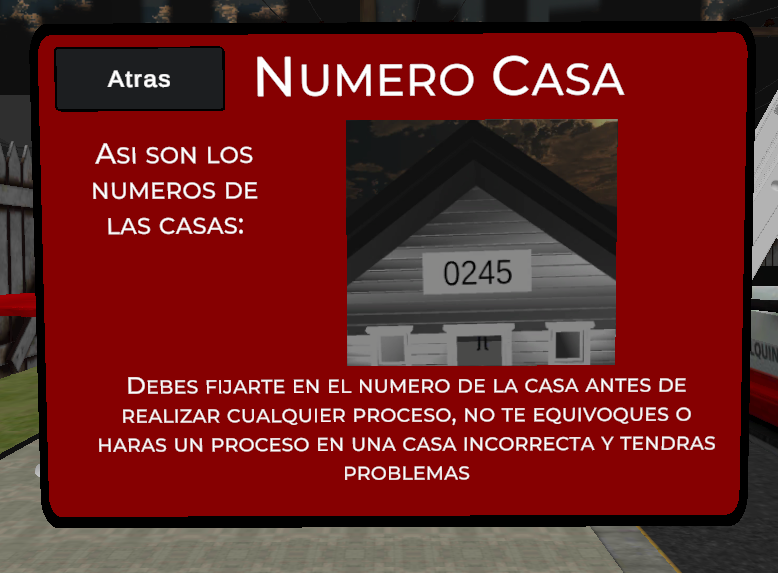 Atras
NUMERO CASA
ASI SON LOS
NUMEROS DE
LAS CASAS:
0245
DEBES FIJARTE EN EL NUMERO DE LA CASA ANTES DE
REALIZAR CUALQUIER PROCESO, NO TE EQUIVOQUES O
HARAS UN PROCESO EN UNA CASA INCORRECTA Y TENDRAS
PROBLEMAS